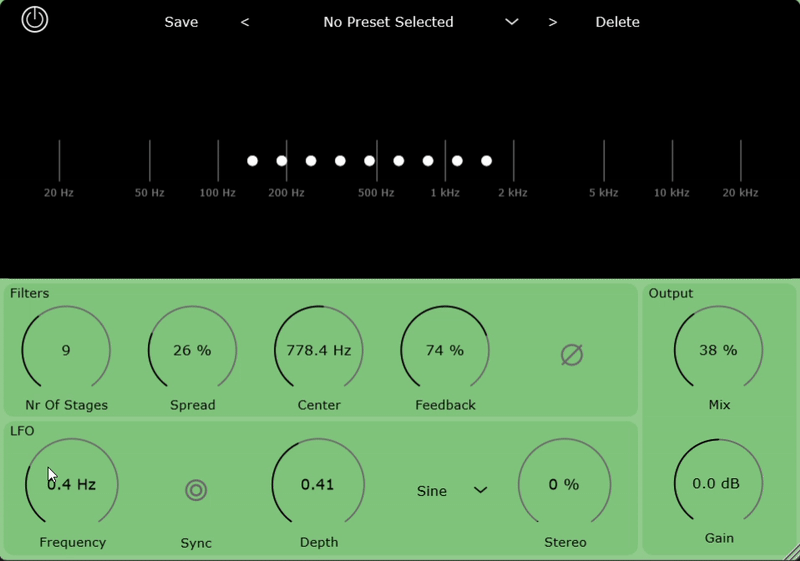 Save < No Preset Selected > Delete
20 Hz 50 Hz 100 Hz 200 Hz 500 Hz 1 kHz 2 kHz 5 kHz 10 kHz 20 kHz
Filters
9 26 % 778.4 Hz 74 %
Nr Of Stages Spread Center Feedback
LFO
0.4 Hz 0.41 Sine 0 %
Frequency Sync Depth Stereo
Output
38 %
Mix
0.0 dB
Gain